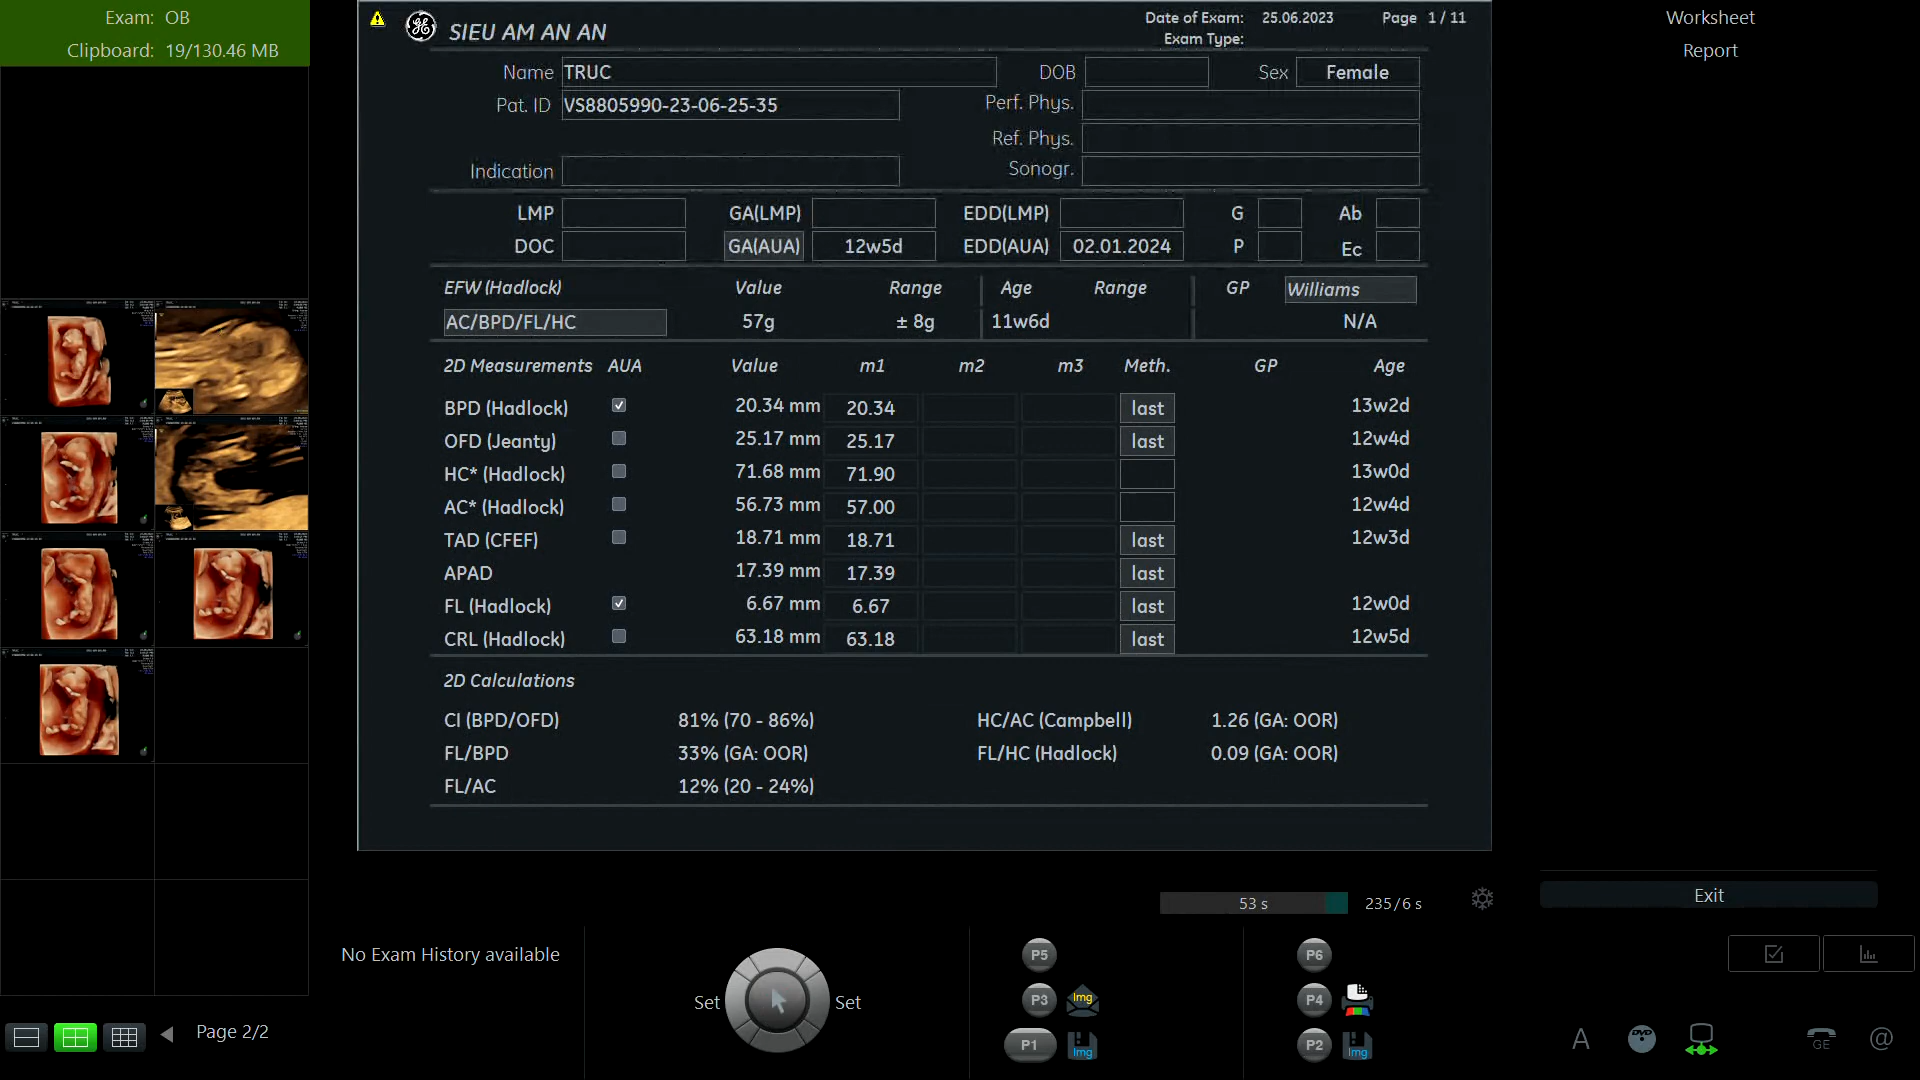 Exam: OB
Clipboard: 19/130.46 MB
SIEU AM AN AN
Date of Exam: 25.06.2023 Page 1 / 11
Exam Type:
Name TRUC DOB Sex Female
Pat. ID VS8805990-23-06-25-35 Perf. Phys.
Ref. Phys.
Indication Sonogr.
LMP GA(LMP) EDD(LMP) G Ab
DOC GA(AUA) 12w5d EDD(AUA) 02.01.2024 P Ec
EFW (Hadlock) Value Range Age Range GP Williams
AC/BPD/FL/HC 57g ± 8g 11w6d N/A
2D Measurements AUA Value m1 m2 m3 Meth. GP Age
BPD (Hadlock) 20.34 mm 20.34 last 13w2d
OFD (Jeanty) 25.17 mm 25.17 last 12w4d
HC* (Hadlock) 71.68 mm 71.90 13w0d
AC* (Hadlock) 56.73 mm 57.00 12w4d
TAD (CFEF) 18.71 mm 18.71 last 12w3d
APAD 17.39 mm 17.39 last
FL (Hadlock) 6.67 mm 6.67 last 12w0d
CRL (Hadlock) 63.18 mm 63.18 last 12w5d
2D Calculations
CI (BPD/OFD) 81% (70 - 86%) HC/AC (Campbell) 1.26 (GA: OOR)
FL/BPD 33% (GA: OOR) FL/HC (Hadlock) 0.09 (GA: OOR)
FL/AC 12% (20 - 24%)
Worksheet
Report
53 s 235/6 s
Exit
No Exam History available
Set Set
P5
P3 Img
P1 Img
P6
P4
P2 Img
Page 2/2
A DVD GE @